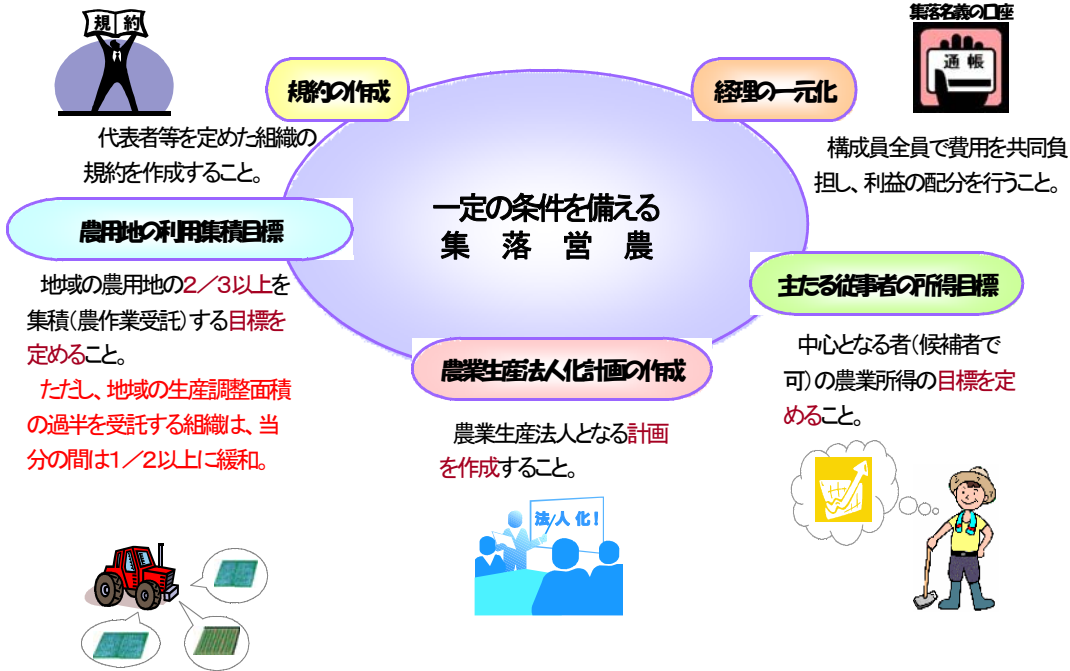 規約
規約の作成
代表者等を定めた組織の
規約を作成すること。
集落名義の口座
通帳
経理の一元化
構成員全員で費用を共同負
担し、利益の配分を行うこと。
一定の条件を備える
集落営農
農用地の利用集積目標
地域の農用地の2／3以上を
集積（農作業受託）する目標を
定めること。
ただし、地域の生産調整面積
の過半を受託する組織は、当
分の間は1／2以上に緩和。
農業生産法人化計画の作成
農業生産法人となる計画
を作成すること。
法人化！
主たる従事者の所得目標
中心となる者（候補者で
可）の農業所得の目標を定
めること。